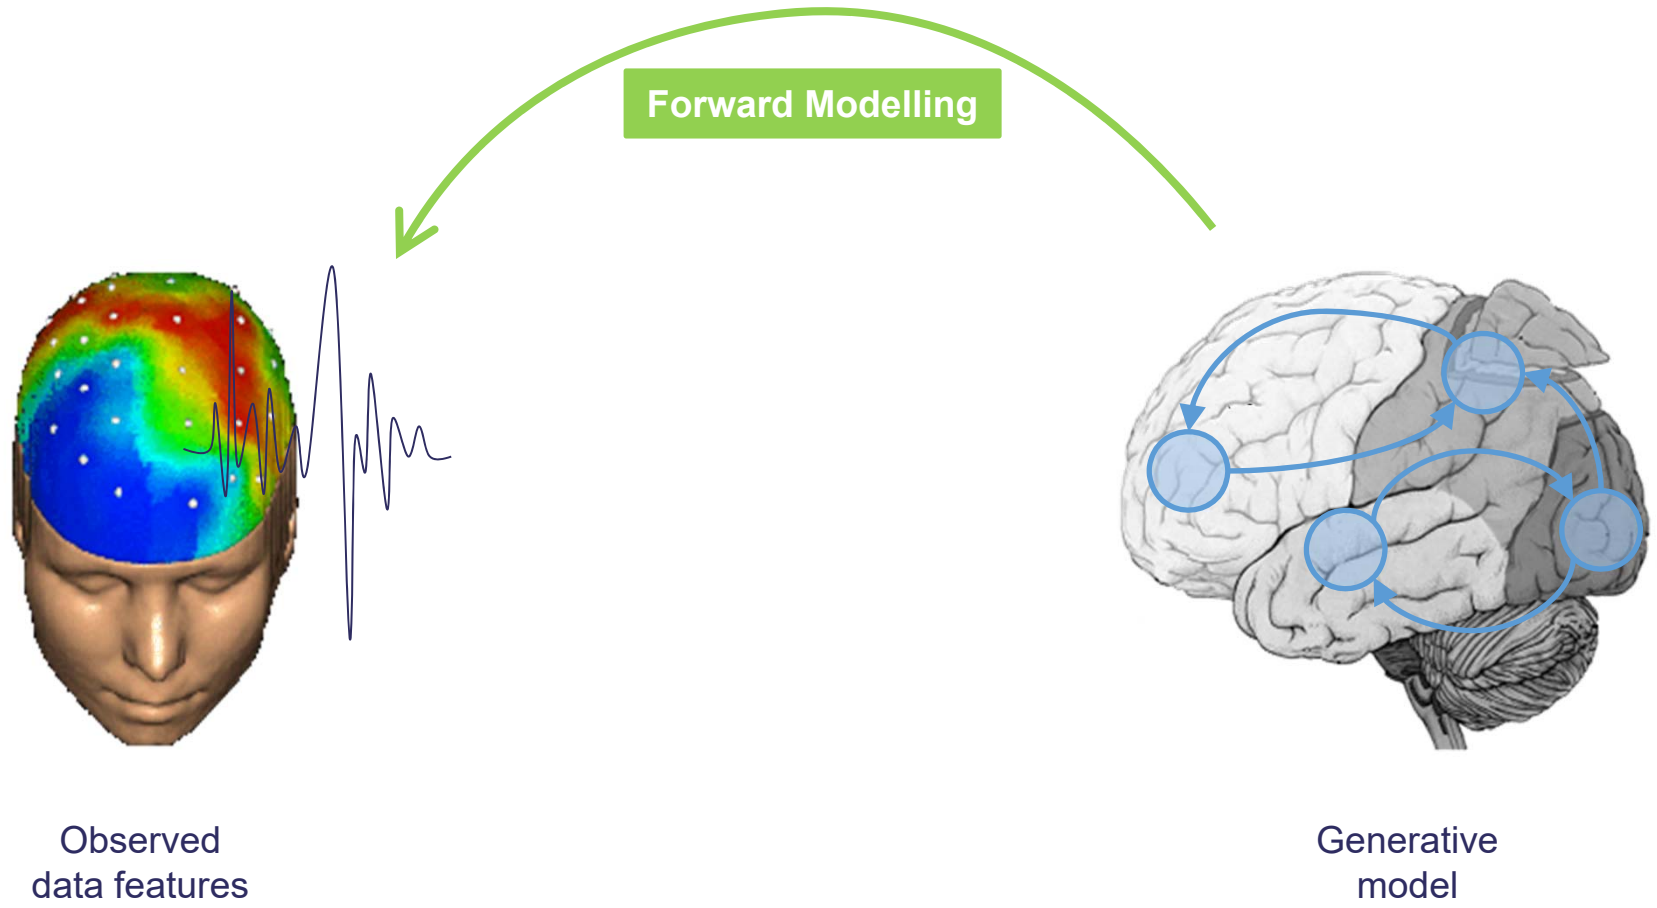 Forward Modelling
Observed
data features
Generative
model